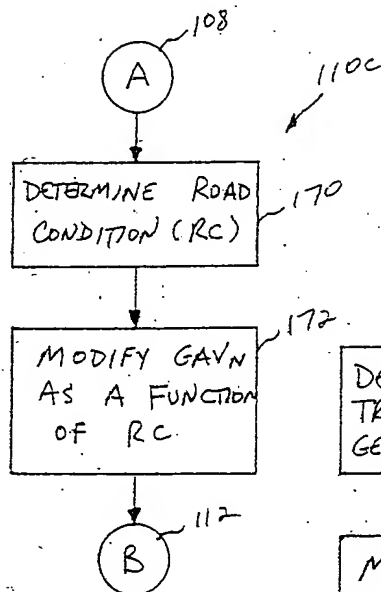 108
A
110C
DETERMINE ROAD
CONDITION (RC)
170
172
MODIFY GAVN
AS A FUNCTION
OF RC
112
B
DE
TR
GE
M